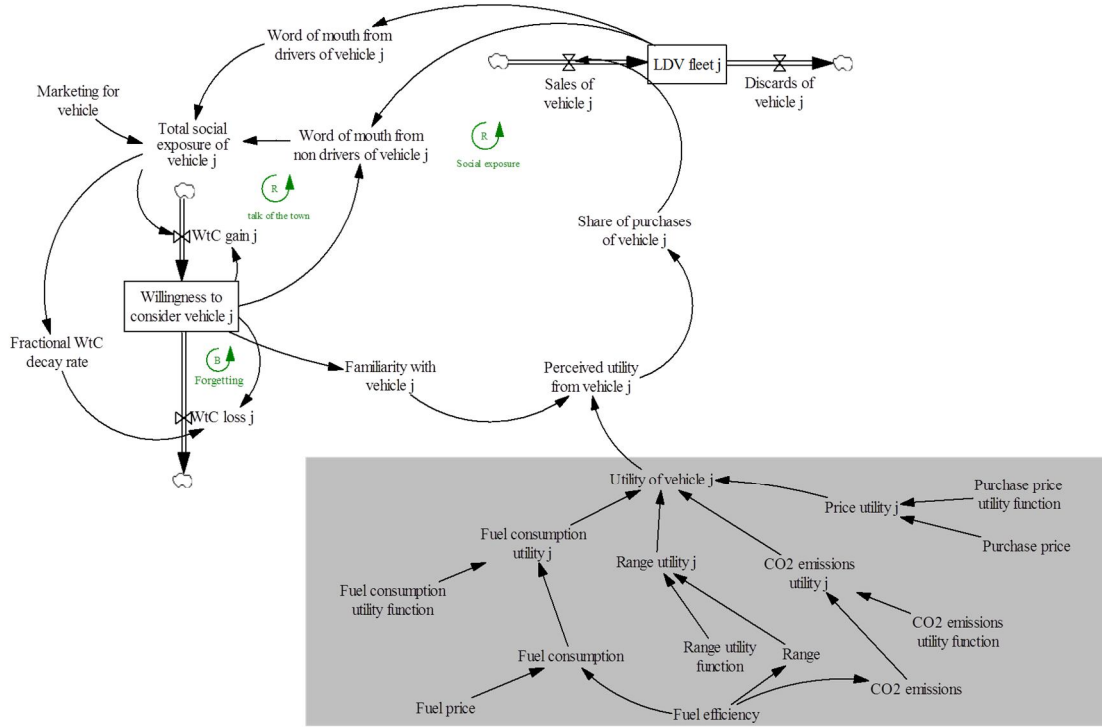 Word of mouth from
drivers of vehicle j
LDV fleet j
Sales of
vehicle j
Discards of
vehicle j
Marketing for
vehicle
Total social
exposure of
vehicle j
Word of mouth from
non drivers of vehicle j
R
Social exposure
R
talk of the town
WtC gain j
Share of purchases
of vehicle j
Willingness to
consider vehicle j
Fractional WtC
decay rate
B
Forgetting
Familiarity with
vehicle j
Perceived utility
from vehicle j
WtC loss j
Utility of vehicle j
Price utility j
Purchase price
utility function
Purchase price
Fuel consumption
utility j
Range utility j
CO2 emissions
utility j
Fuel consumption
utility function
CO2 emissions
utility function
Range utility
function
Range
Fuel consumption
CO2 emissions
Fuel price
Fuel efficiency